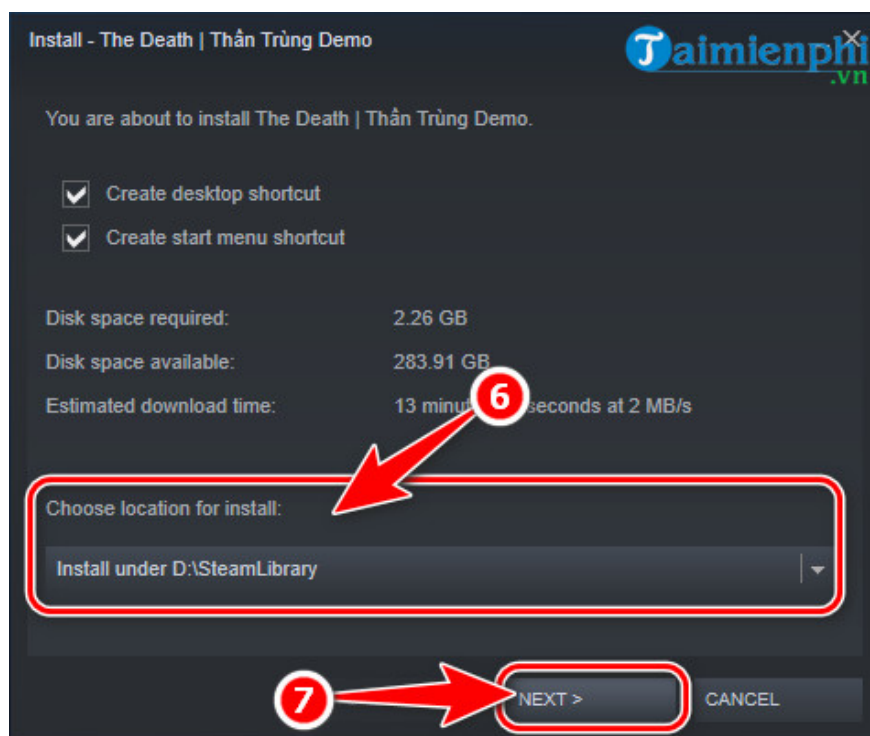 Install - The Death | Thần Trùng Demo
Taimienphi
.vn
You are about to install The Death | Thần Trùng Demo.
Create desktop shortcut
Create start menu shortcut
Disk space required: 2.26 GB
Disk space available: 283.91 GB
Estimated download time: 13 seconds at 2 MB/s
6
Choose location for install:
Install under D:\SteamLibrary
7
NEXT > CANCEL